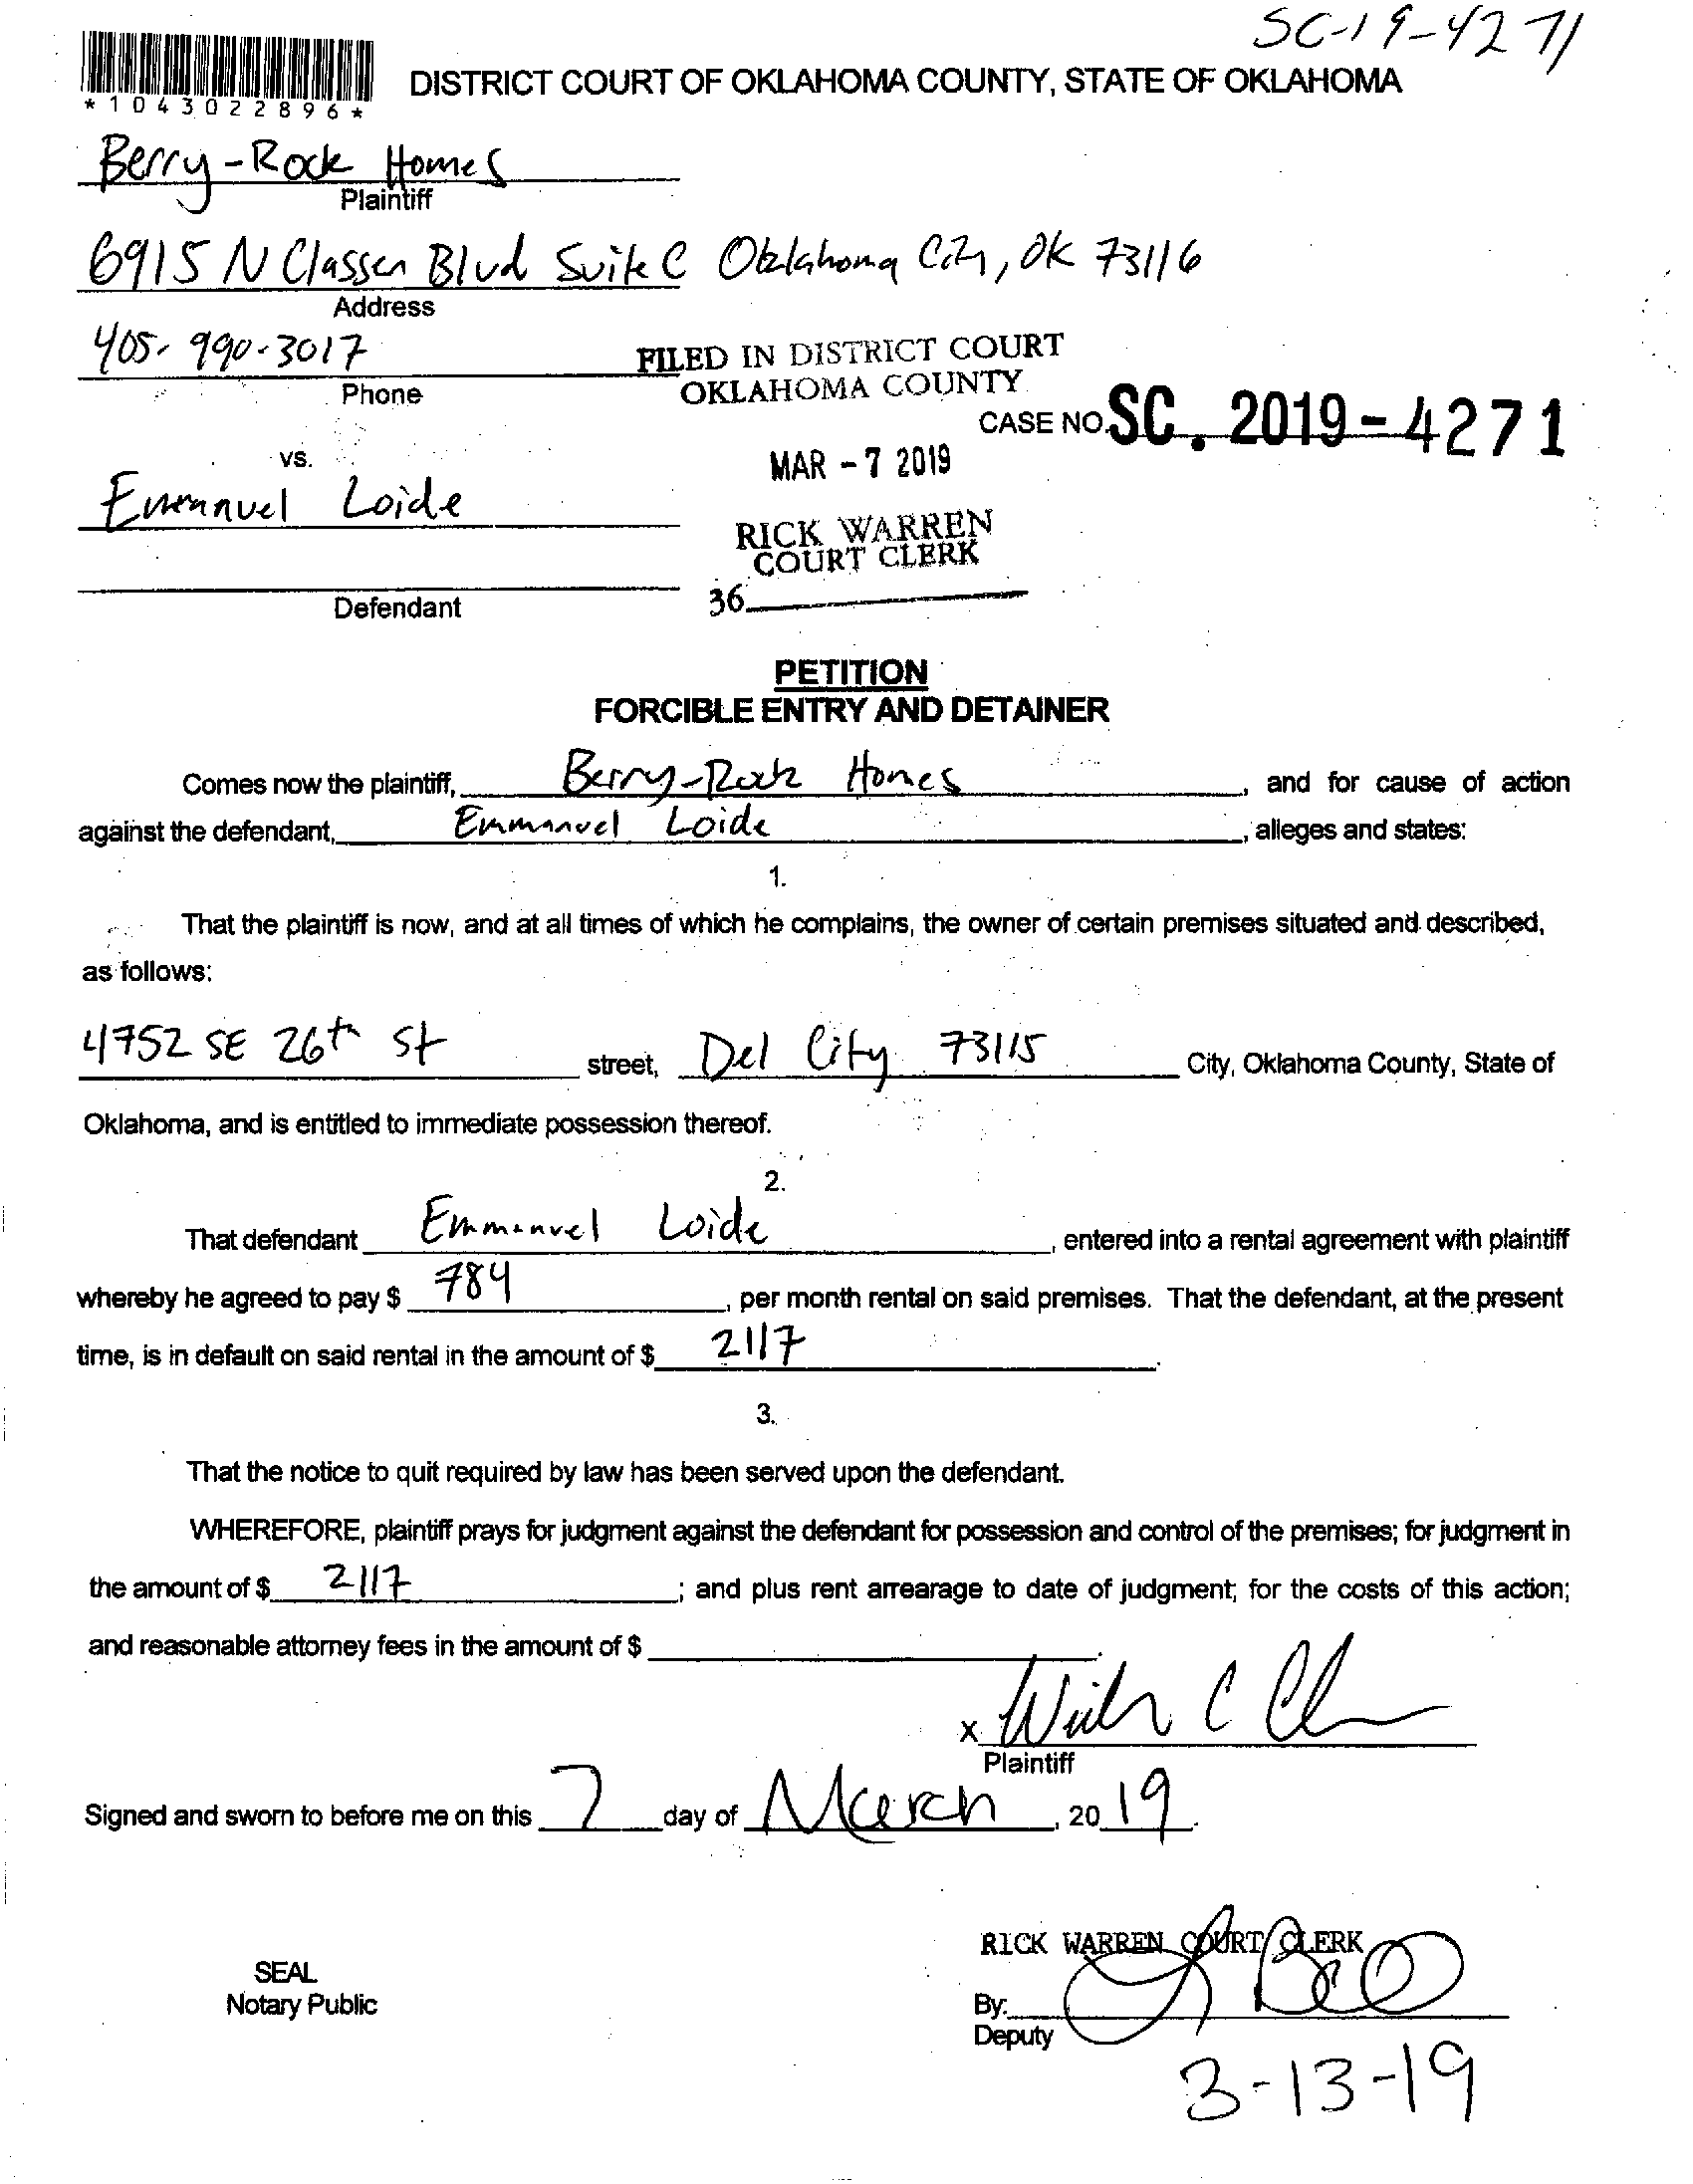 SC-19-4271
*1043022896*
DISTRICT COURT OF OKLAHOMA COUNTY, STATE OF OKLAHOMA
Berry-Rock Homes
Plaintiff
6915 N Classen Blvd Suite C Oklahoma City, OK 73116
Address
405-990-3017
Phone
FILED IN DISTRICT COURT
OKLAHOMA COUNTY
CASE NO. SC. 2019-4271
MAR - 7 2019
vs.
Emmanuel Loide
RICK WARREN
COURT CLERK
36
Defendant
PETITION
FORCIBLE ENTRY AND DETAINER
Comes now the plaintiff, Berry-Rock Homes, and for cause of action
against the defendant, Emmanuel Loide, alleges and states:
1.
That the plaintiff is now, and at all times of which he complains, the owner of certain premises situated and described,
as follows:
4752 SE 26th St street, Del City 73115 City, Oklahoma County, State of
Oklahoma, and is entitled to immediate possession thereof.
2.
That defendant Emmanuel Loide, entered into a rental agreement with plaintiff
whereby he agreed to pay $ 784, per month rental on said premises. That the defendant, at the present
time, is in default on said rental in the amount of $ 2117.
3.
That the notice to quit required by law has been served upon the defendant.
WHEREFORE, plaintiff prays for judgment against the defendant for possession and control of the premises; for judgment in
the amount of $ 2117; and plus rent arrearage to date of judgment; for the costs of this action;
and reasonable attorney fees in the amount of $
X
Plaintiff
Signed and sworn to before me on this 7 day of March, 2019.
RICK WARREN COURT CLERK
SEAL
Notary Public
By:
Deputy
3-13-19